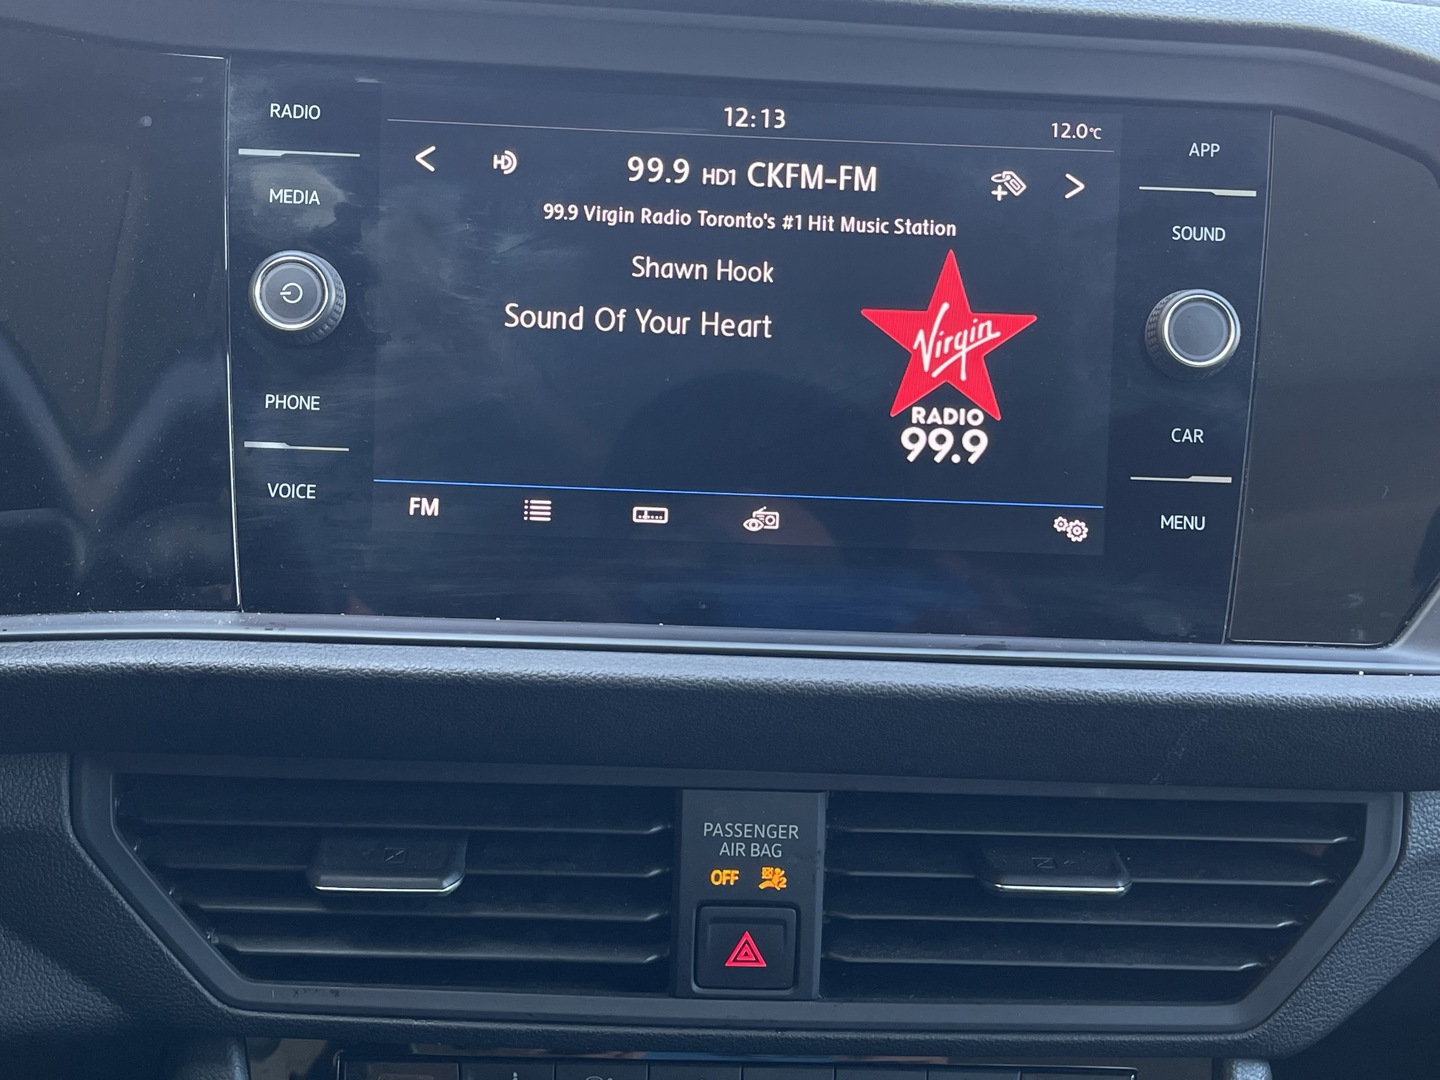 RADIO
MEDIA
PHONE
VOICE
12:13
12.0°C
HD
99.9 HD1 CKFM-FM
99.9 Virgin Radio Toronto's #1 Hit Music Station
Shawn Hook
Sound Of Your Heart
Virgin
RADIO
99.9
FM
APP
SOUND
CAR
MENU
PASSENGER
AIR BAG
OFF